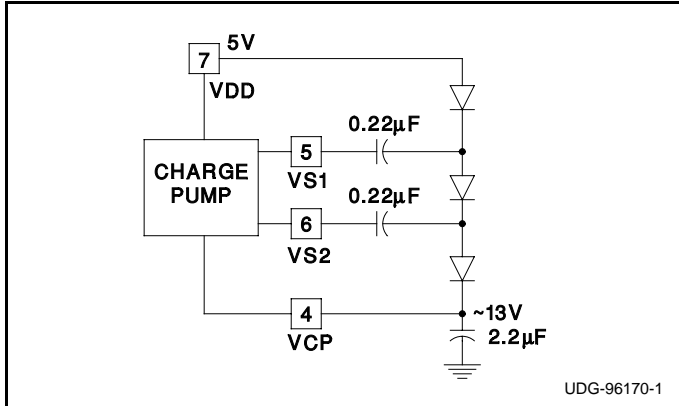 5V
7
VDD
0.22µF
5
VS1
CHARGE
PUMP
0.22µF
6
VS2
4
VCP
~13V
2.2µF
UDG-96170-1